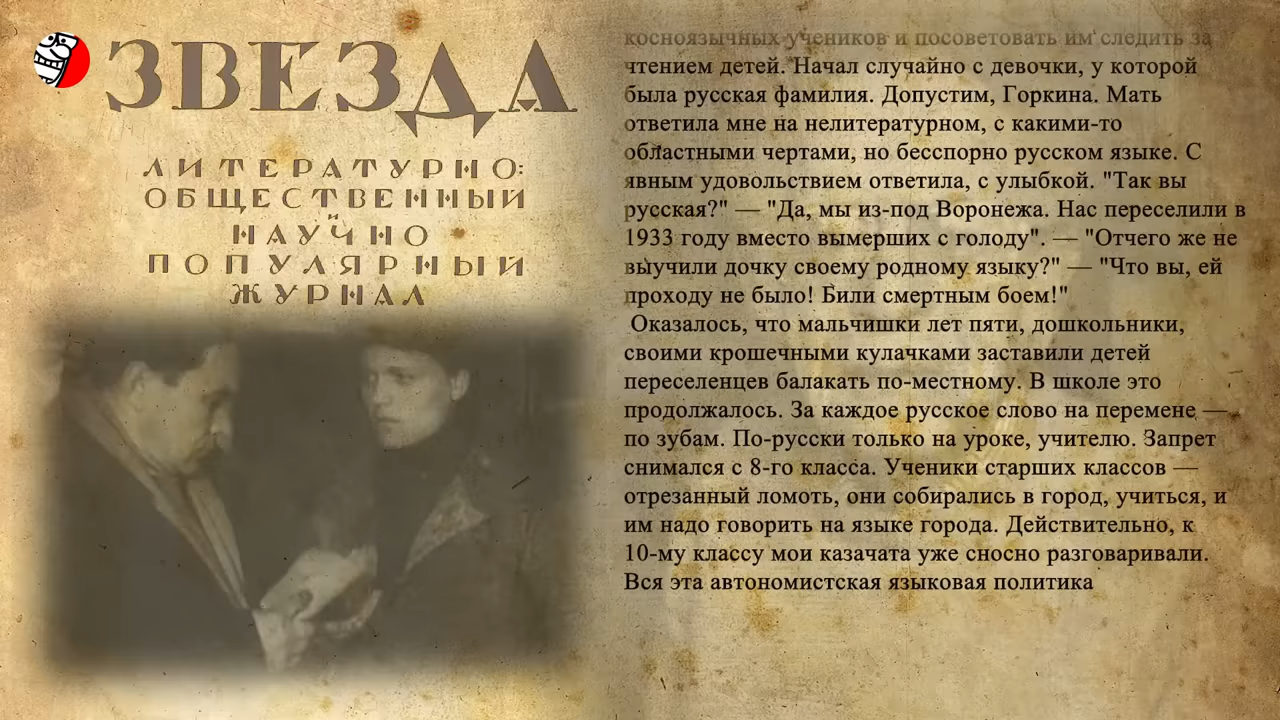 ЗВЕЗДА
ЛИТЕРАТУРНО:
ОБЩЕСТВЕННЫЙ
И
НАУЧНО
ПОПУЛЯРНЫЙ
ЖУРНАЛ
косноязычных учеников и посоветовать им следить за
чтением детей. Начал случайно с девочки, у которой
была русская фамилия. Допустим, Горкина. Мать
ответила мне на нелитературном, с какими-то
областными чертами, но бесспорно русском языке. С
явным удовольствием ответила, с улыбкой. "Так вы
русская?" — "Да, мы из-под Воронежа. Нас переселили в
1933 году вместо вымерших с голоду". — "Отчего же не
выучили дочку своему родному языку?" — "Что вы, ей
проходу не было! Били смертным боем!"
Оказалось, что мальчишки лет пяти, дошкольники,
своими крошечными кулачками заставили детей
переселенцев балакать по-местному. В школе это
продолжалось. За каждое русское слово на перемене —
по зубам. По-русски только на уроке, учителю. Запрет
снимался с 8-го класса. Ученики старших классов —
отрезанный ломоть, они собирались в город, учиться, и
им надо говорить на языке города. Действительно, к
10-му классу мои казачата уже сносно разговаривали.
Вся эта автономистская языковая политика